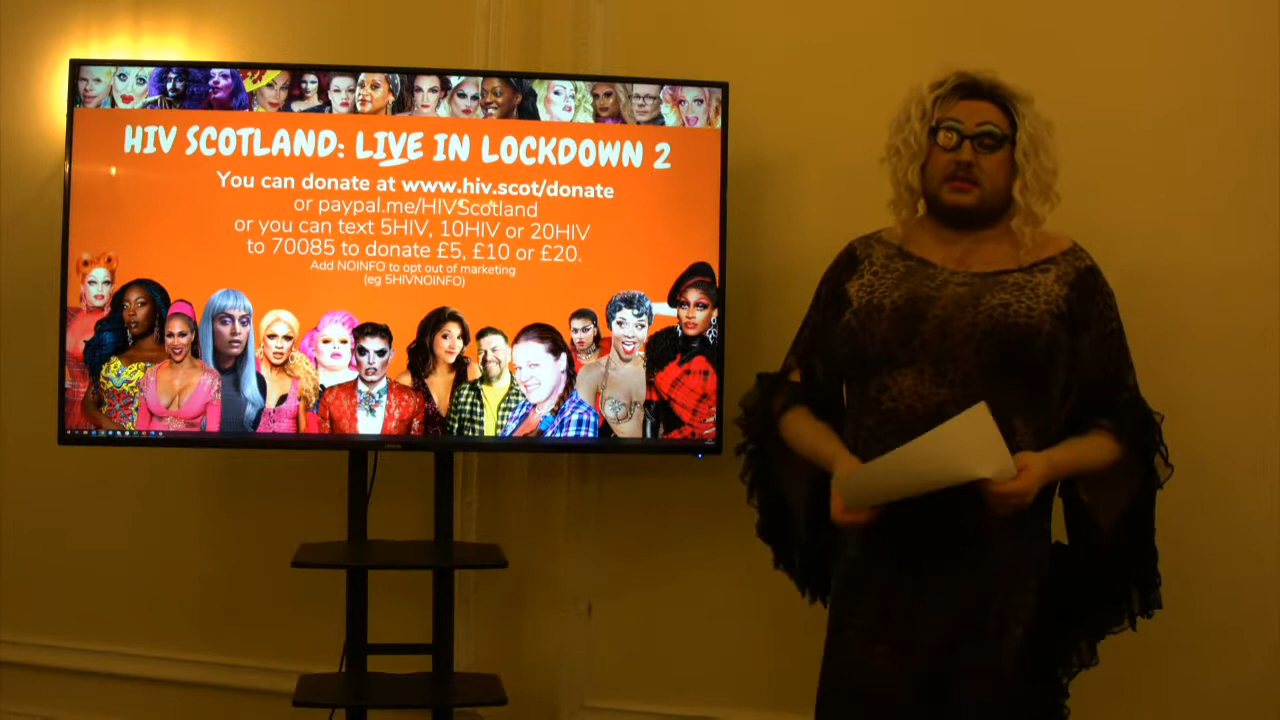 HIV SCOTLAND: LIVE IN LOCKDOWN 2
You can donate at www.hiv.scot/donate
or paypal.me/HIVScotland
or you can text 5HIV, 10HIV or 20HIV
to 70085 to donate £5, £10 or £20.
Add NOINFO to opt out of marketing
(eg 5HIVNOINFO)